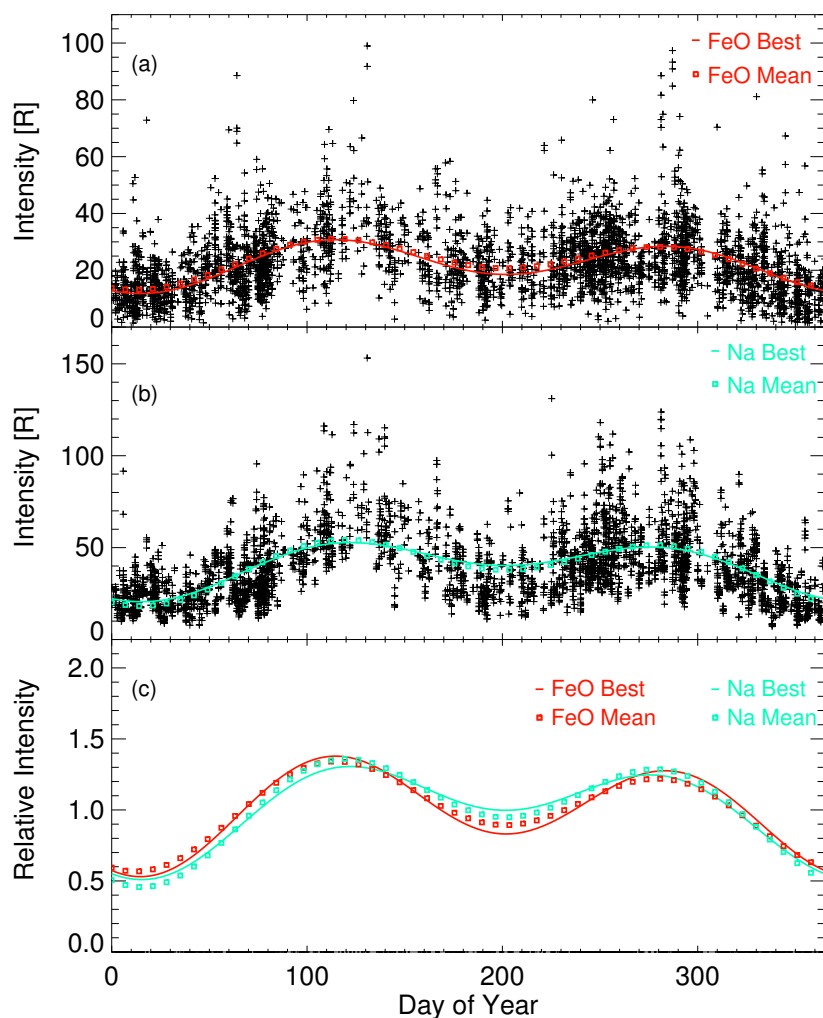 100
(a)
− FeO Best
▫ FeO Mean
80
60
40
20
0
Intensity [R]
(b)
− Na Best
▫ Na Mean
150
100
50
0
Intensity [R]
2.0
(c)
− FeO Best − Na Best
▫ FeO Mean ▫ Na Mean
1.5
1.0
0.5
0.0
Relative Intensity
0 100 200 300
Day of Year